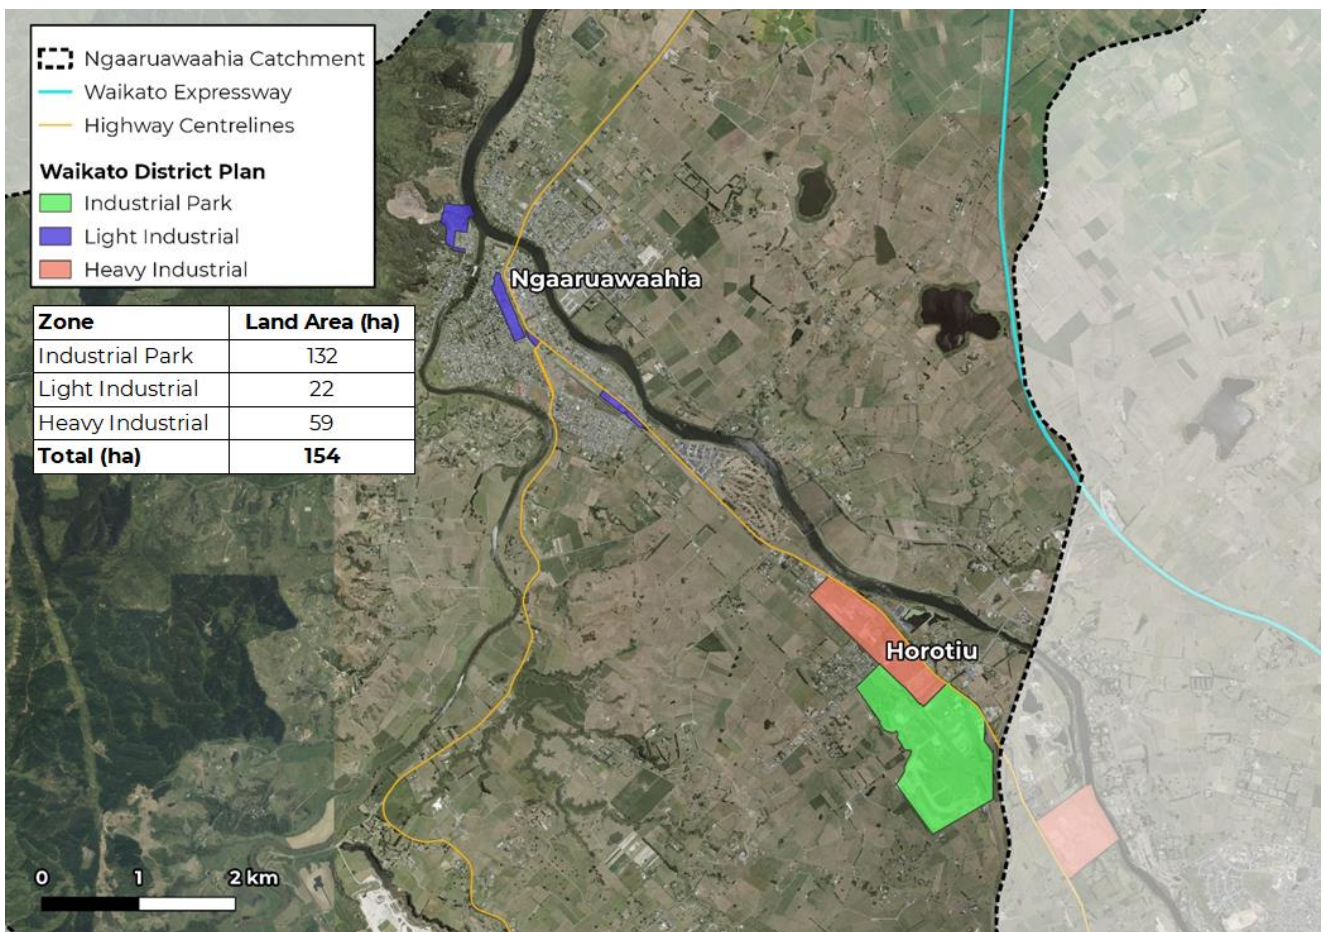 Ngaaruawaahia Catchment
Waikato Expressway
Highway Centrelines
Waikato District Plan
Industrial Park
Light Industrial
Heavy Industrial
Zone Land Area (ha)
Industrial Park 132
Light Industrial 22
Heavy Industrial 59
Total (ha) 154
Ngaaruawaahia
Horotiu
0 1 2 km